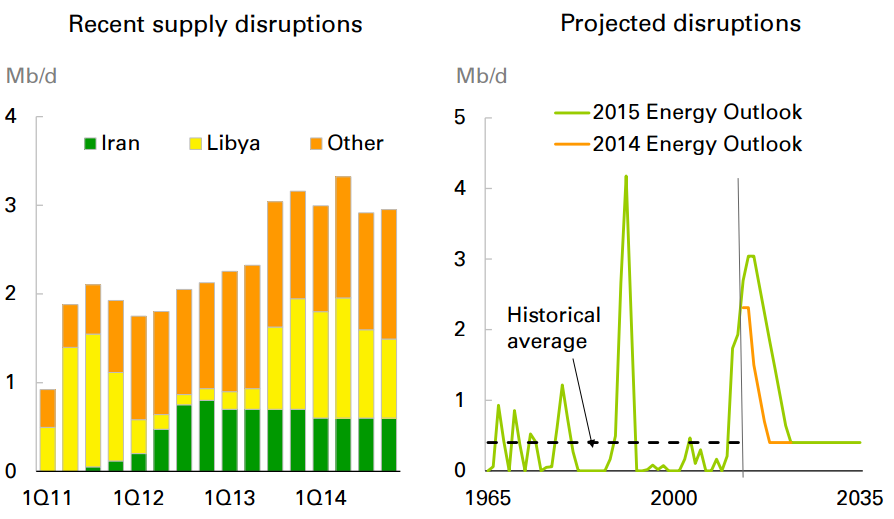 Recent supply disruptions
Mb/d
4
3
2
1
0
Iran
Libya
Other
1Q11
1Q12
1Q13
1Q14
Projected disruptions
5
4
3
2
1
0
2015 Energy Outlook
2014 Energy Outlook
Historical
average
1965
2000
2035
Mb/d